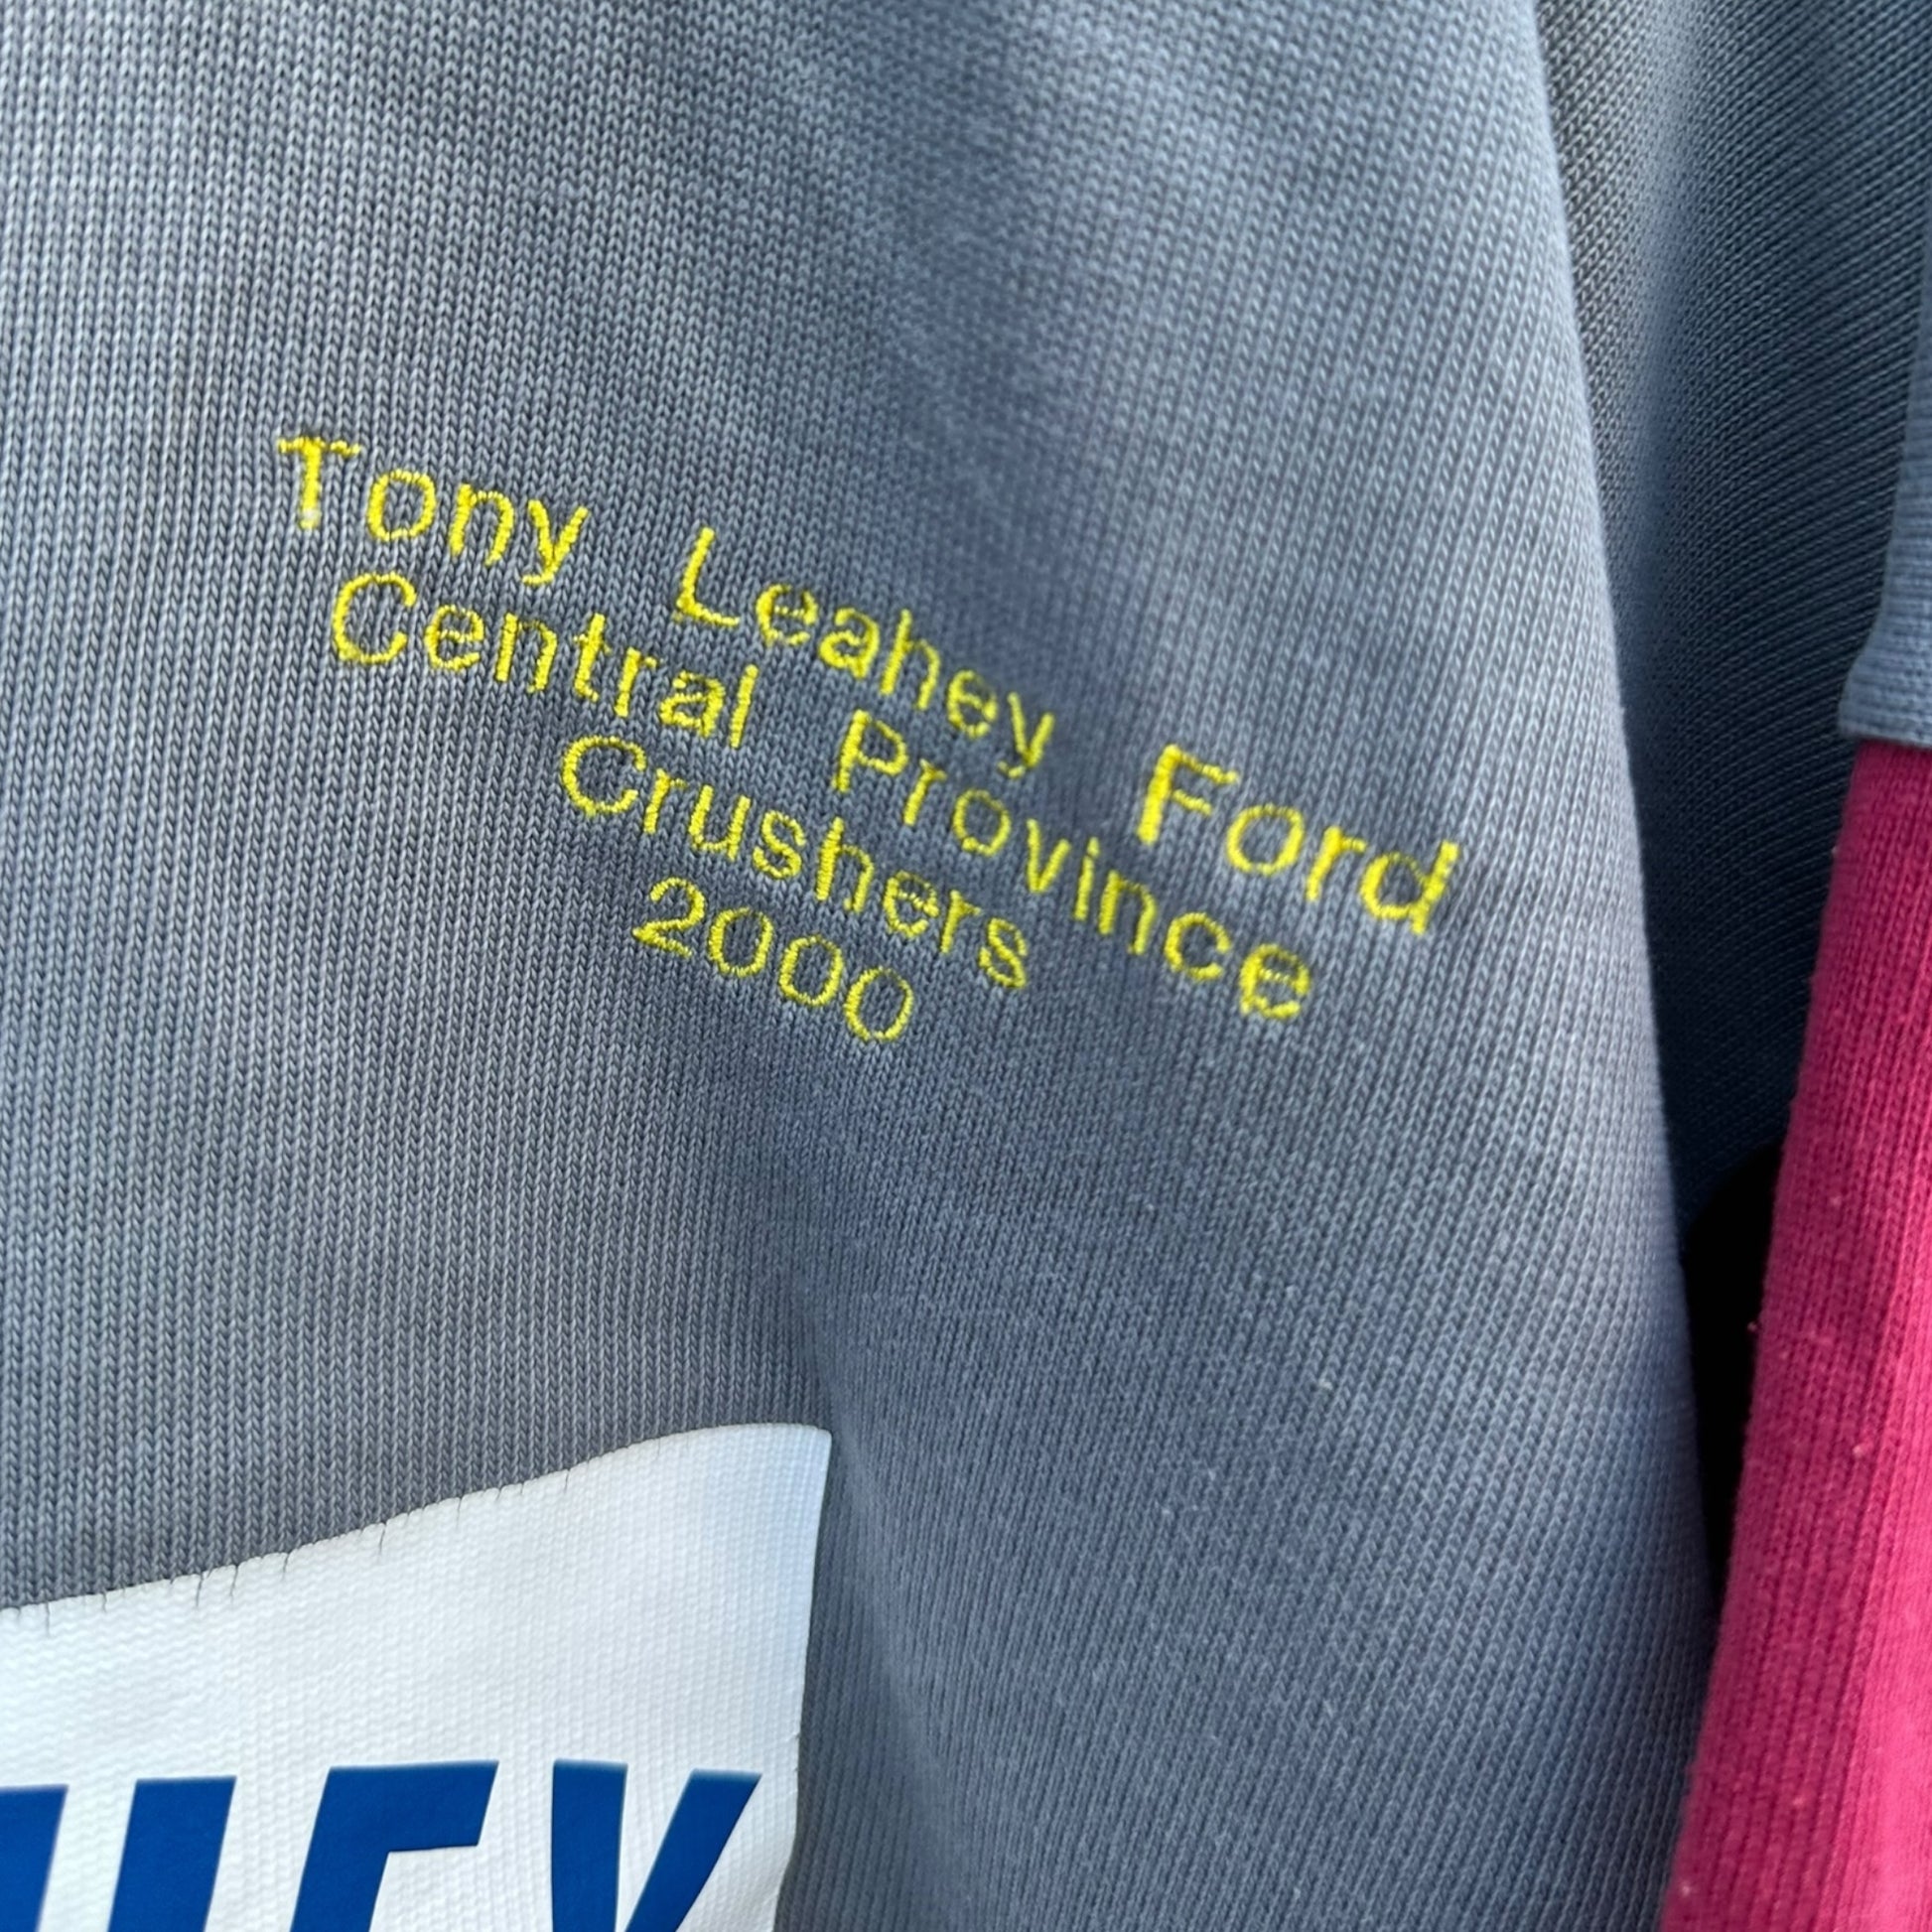 Tony Leahey Ford
Central Province
Crushers
2000